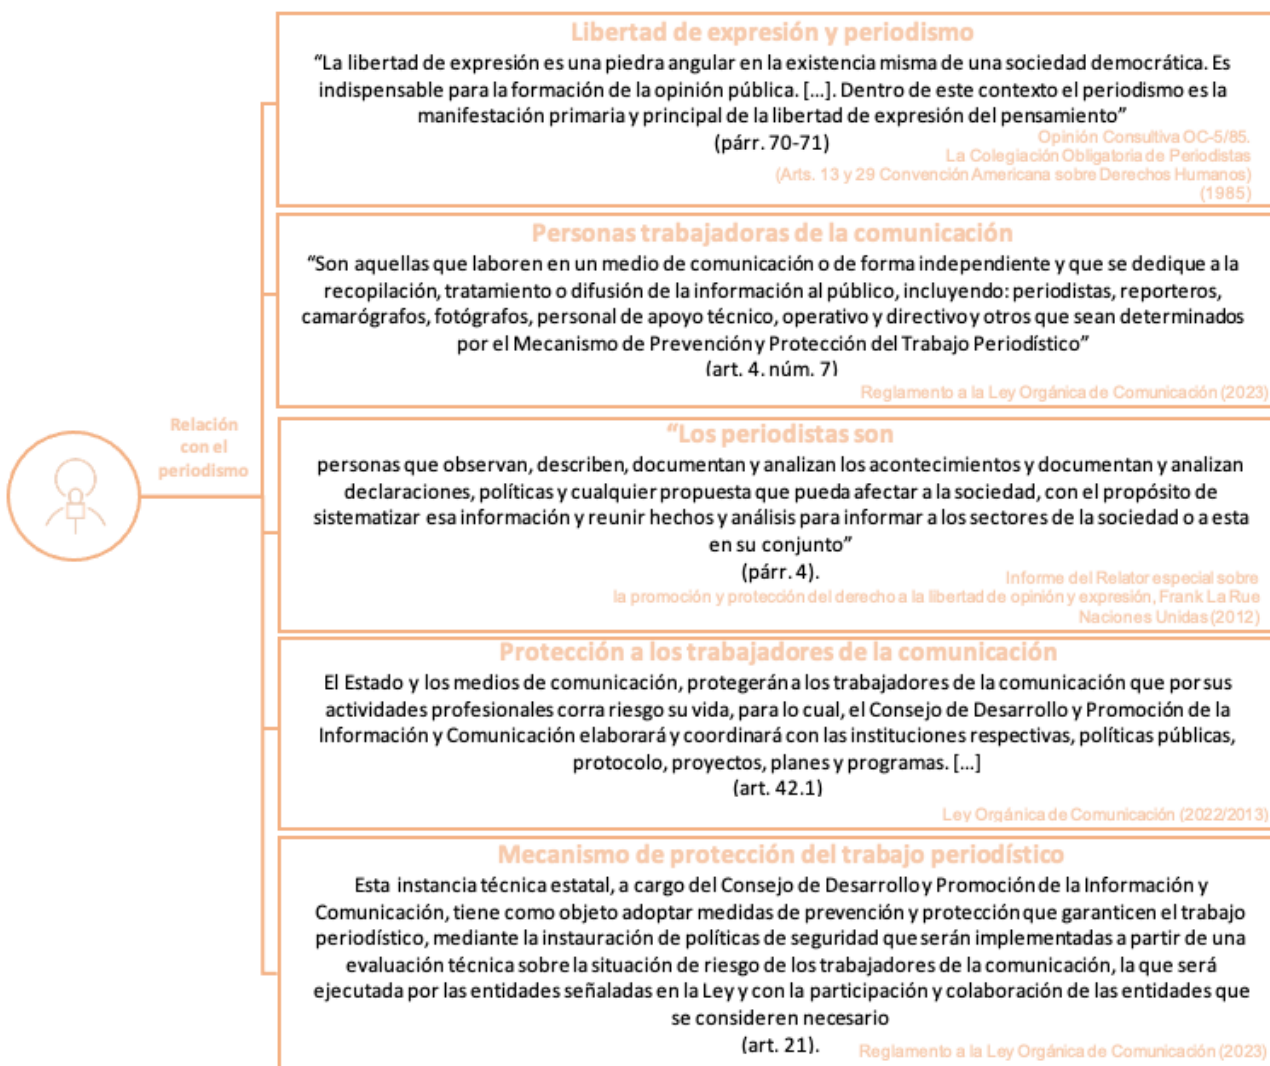 Relación
con el
periodismo
Libertad de expresión y periodismo
“La libertad de expresión es una piedra angular en la existencia misma de una sociedad democrática. Es
indispensable para la formación de la opinión pública. […]. Dentro de este contexto el periodismo es la
manifestación primaria y principal de la libertad de expresión del pensamiento”
(párr. 70-71)
Opinión Consultiva OC-5/85.
La Colegiación Obligatoria de Periodistas
(Arts. 13 y 29 Convención Americana sobre Derechos Humanos)
(1985)
Personas trabajadoras de la comunicación
“Son aquellas que laboren en un medio de comunicación o de forma independiente y que se dedique a la
recopilación, tratamiento o difusión de la información al público, incluyendo: periodistas, reporteros,
camarógrafos, fotógrafos, personal de apoyo técnico, operativo y directivo y otros que sean determinados
por el Mecanismo de Prevención y Protección del Trabajo Periodístico”
(art. 4. núm. 7)
Reglamento a la Ley Orgánica de Comunicación (2023)
“Los periodistas son
personas que observan, describen, documentan y analizan los acontecimientos y documentan y analizan
declaraciones, políticas y cualquier propuesta que pueda afectar a la sociedad, con el propósito de
sistematizar esa información y reunir hechos y análisis para informar a los sectores de la sociedad o a esta
en su conjunto”
(párr. 4).
Informe del Relator especial sobre
la promoción y protección del derecho a la libertad de opinión y expresión, Frank La Rue
Naciones Unidas (2012)
Protección a los trabajadores de la comunicación
El Estado y los medios de comunicación, protegerán a los trabajadores de la comunicación que por sus
actividades profesionales corra riesgo su vida, para lo cual, el Consejo de Desarrollo y Promoción de la
Información y Comunicación elaborará y coordinará con las instituciones respectivas, políticas públicas,
protocolo, proyectos, planes y programas. […]
(art. 42.1)
Ley Orgánica de Comunicación (2022/2013)
Mecanismo de protección del trabajo periodístico
Esta instancia técnica estatal, a cargo del Consejo de Desarrollo y Promoción de la Información y
Comunicación, tiene como objeto adoptar medidas de prevención y protección que garanticen el trabajo
periodístico, mediante la instauración de políticas de seguridad que serán implementadas a partir de una
evaluación técnica sobre la situación de riesgo de los trabajadores de la comunicación, la que será
ejecutada por las entidades señaladas en la Ley y con la participación y colaboración de las entidades que
se consideren necesario
(art. 21).
Reglamento a la Ley Orgánica de Comunicación (2023)